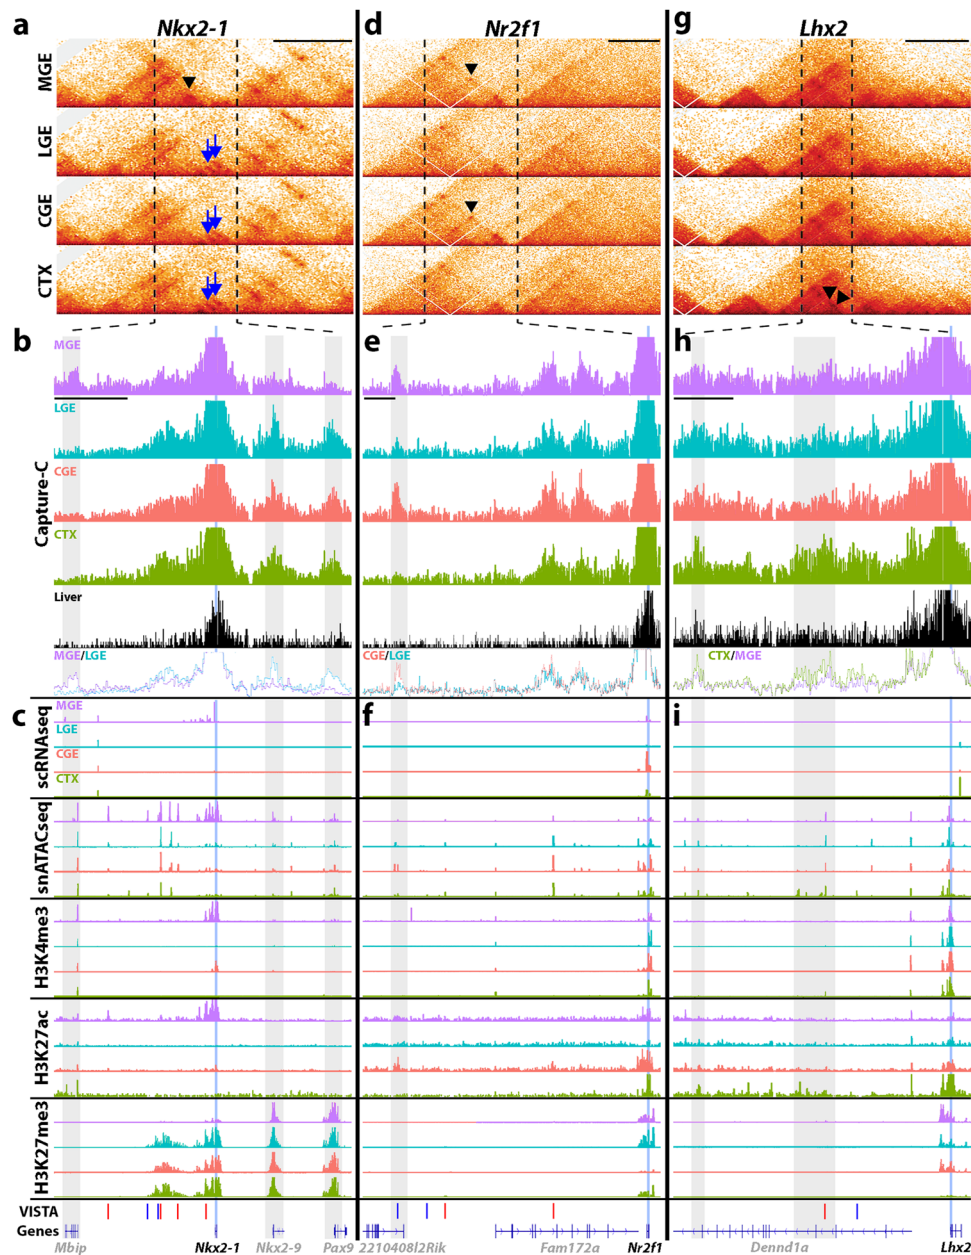 a
Nkx2-1
d
Nr2f1
g
Lhx2
MGE
LGE
CGE
CTX
b
e
h
Capture-C
MGE
LGE
CGE
CTX
Liver
MGE/LGE
CGE/LGE
CTX/MGE
c
f
i
scRNAseq
MGE
LGE
CGE
CTX
snATACseq
H3K4me3
H3K27ac
H3K27me3
VISTA
Genes
Mbip
Nkx2-1
Nkx2-9
Pax9
2210408I2Rik
Fam172a
Nr2f1
Dennd1a
Lhx2